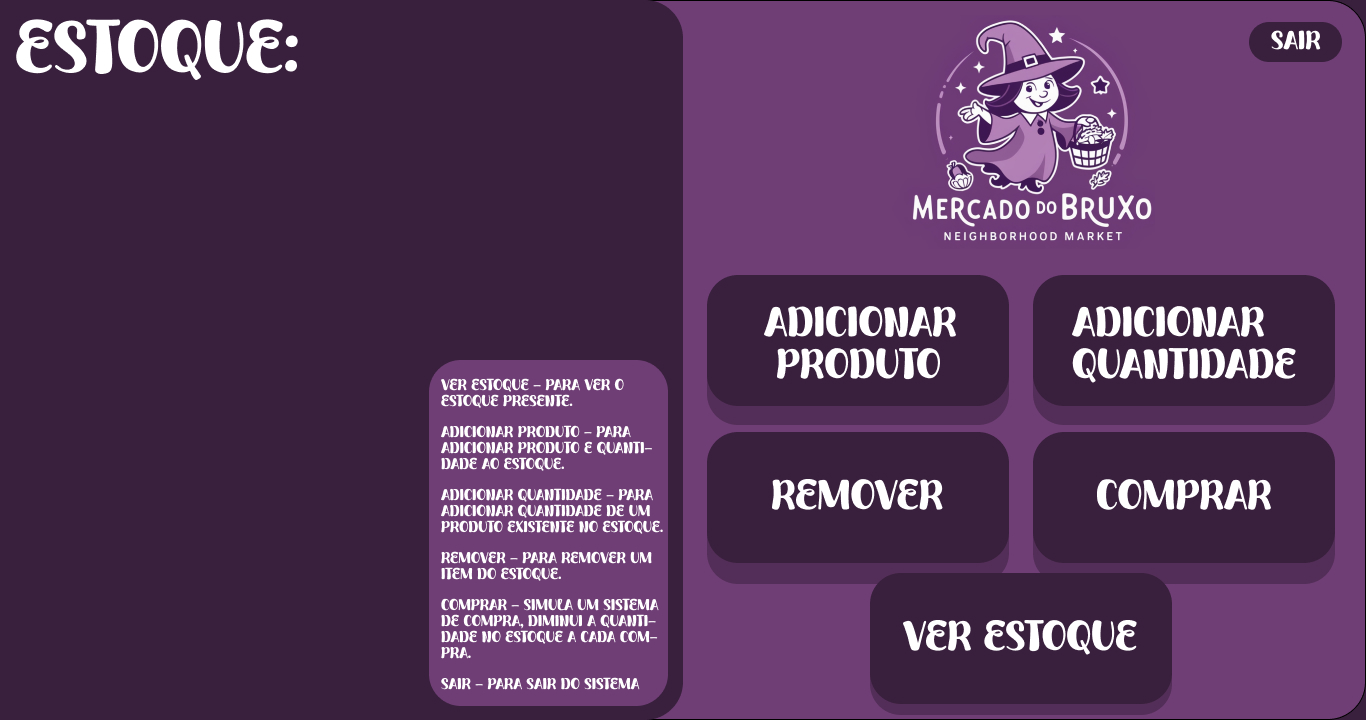 ESTOQUE:
VER ESTOQUE – PARA VER O
ESTOQUE PRESENTE.
ADICIONAR PRODUTO – PARA
ADICIONAR PRODUTO E QUANTI-
DADE AO ESTOQUE.
ADICIONAR QUANTIDADE – PARA
ADICIONAR QUANTIDADE DE UM
PRODUTO EXISTENTE NO ESTOQUE.
REMOVER – PARA REMOVER UM
ITEM DO ESTOQUE.
COMPRAR – SIMULA UM SISTEMA
DE COMPRA, DIMINUI A QUANTI-
DADE NO ESTOQUE A CADA COM-
PRA.
SAIR – PARA SAIR DO SISTEMA
SAIR
MERCADO DO BRUXO
NEIGHBORHOOD MARKET
ADICIONAR
PRODUTO
ADICIONAR
QUANTIDADE
REMOVER
COMPRAR
VER ESTOQUE